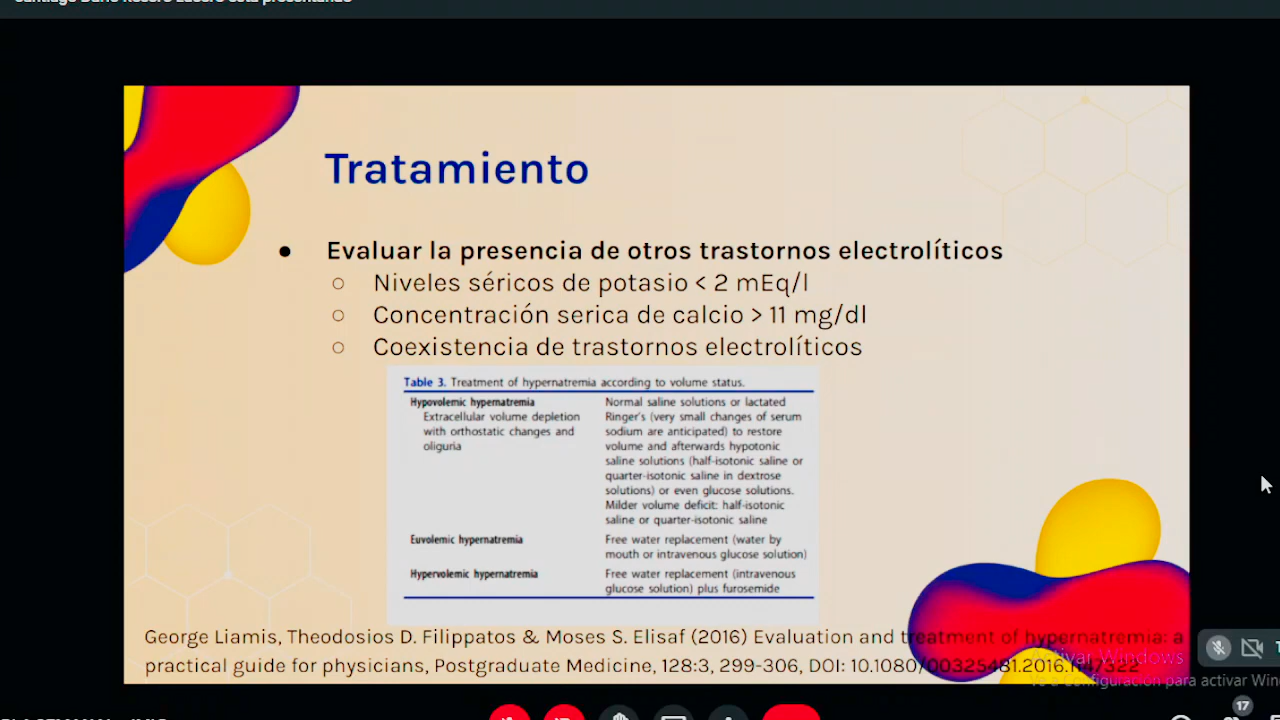 Tratamiento
● Evaluar la presencia de otros trastornos electrolíticos
○ Niveles séricos de potasio < 2 mEq/l
○ Concentración serica de calcio > 11 mg/dl
○ Coexistencia de trastornos electrolíticos
Table 3. Treatment of hypernatremia according to volume status.
Hypovolemic hypernatremia
Extracellular volume depletion
with orthostatic changes and
oliguria
Normal saline solutions or lactated
Ringer's (very small changes of serum
sodium are anticipated) to restore
volume and afterwards hypotonic
saline solutions (half-isotonic saline or
quarter-isotonic saline in dextrose
solutions) or even glucose solutions.
Milder volume deficit: half-isotonic
saline or quarter-isotonic saline
Euvolemic hypernatremia
Free water replacement (water by
mouth or intravenous glucose solution)
Hypervolemic hypernatremia
Free water replacement (intravenous
glucose solution) plus furosemide
George Liamis, Theodosios D. Filippatos & Moses S. Elisaf (2016) Evaluation and treatment of hypernatremia: a
practical guide for physicians, Postgraduate Medicine, 128:3, 299-306, DOI: 10.1080/00325481.2016.1147322
Activar Windows
Ve a Configuración para activar Win
17